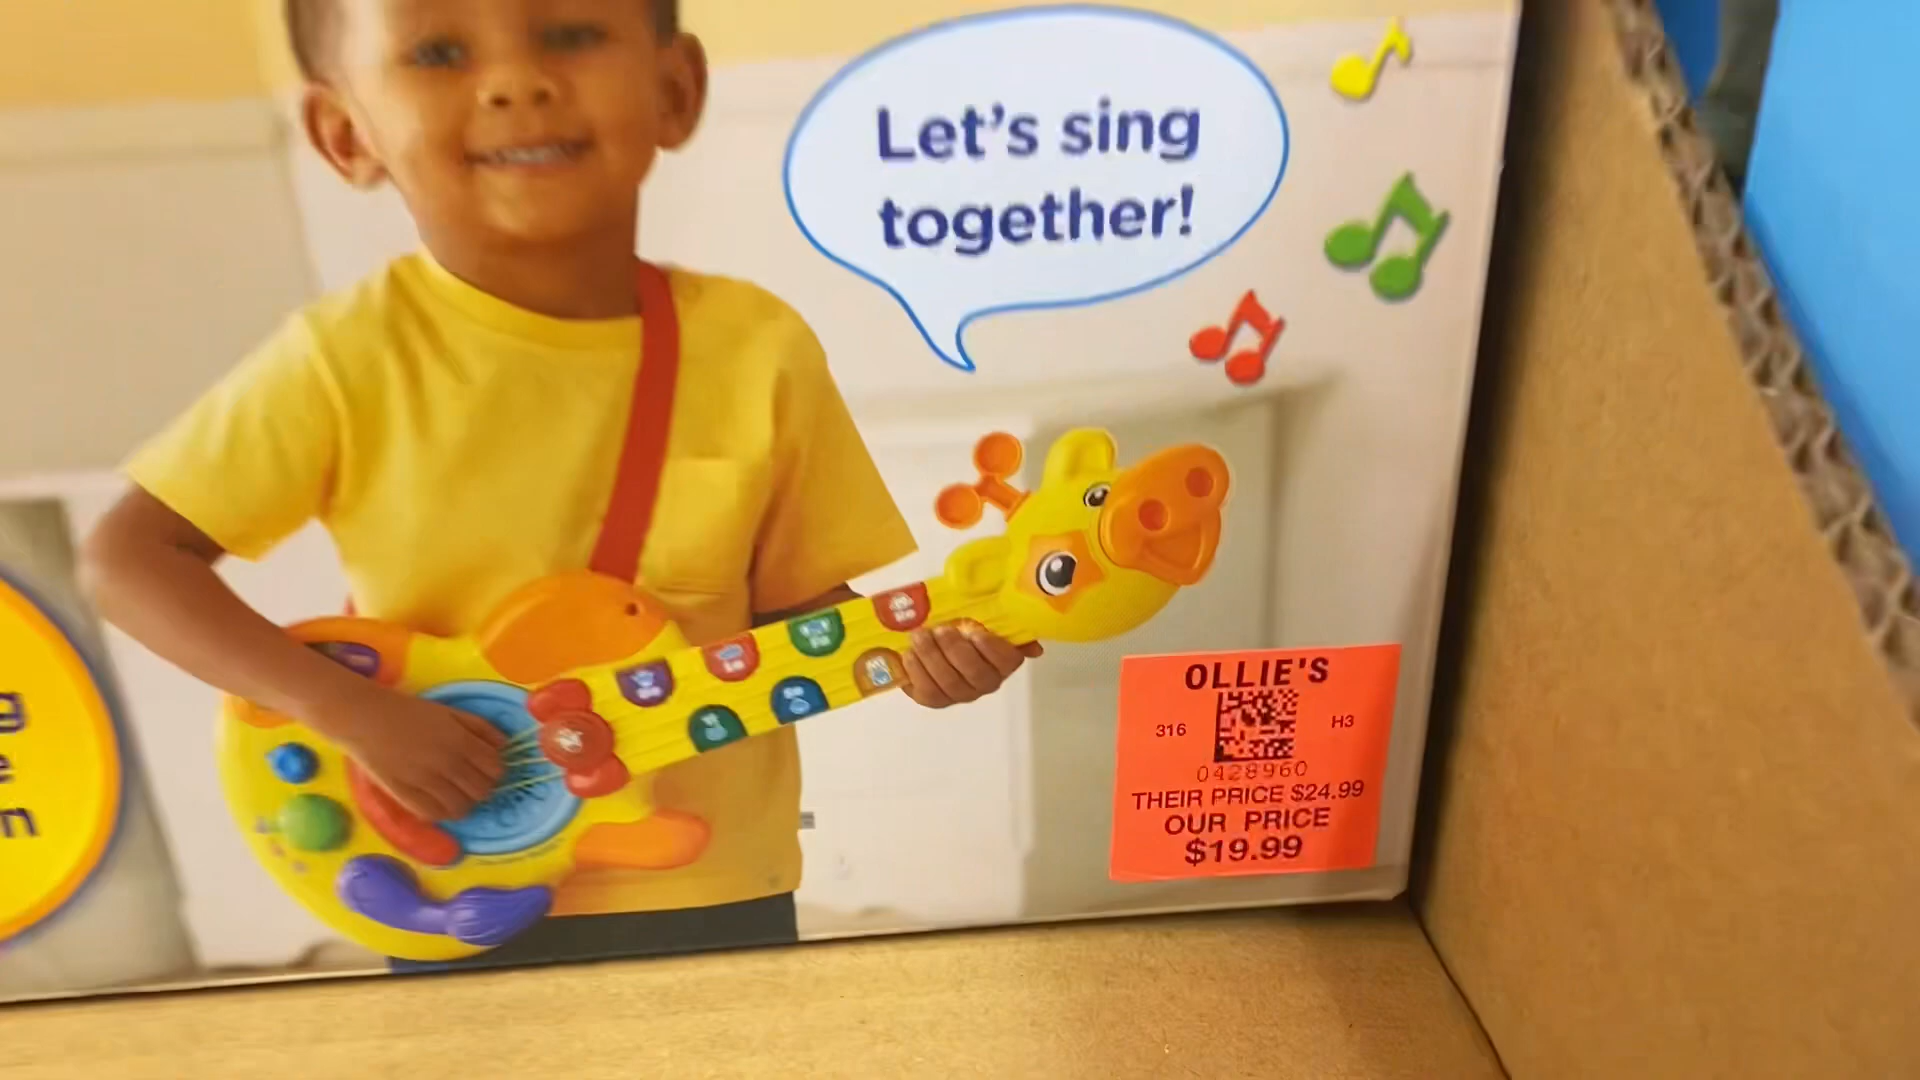 Let's sing
together!
g
e
n
OLLIE'S
316 H3
0428960
THEIR PRICE $24.99
OUR PRICE
$19.99